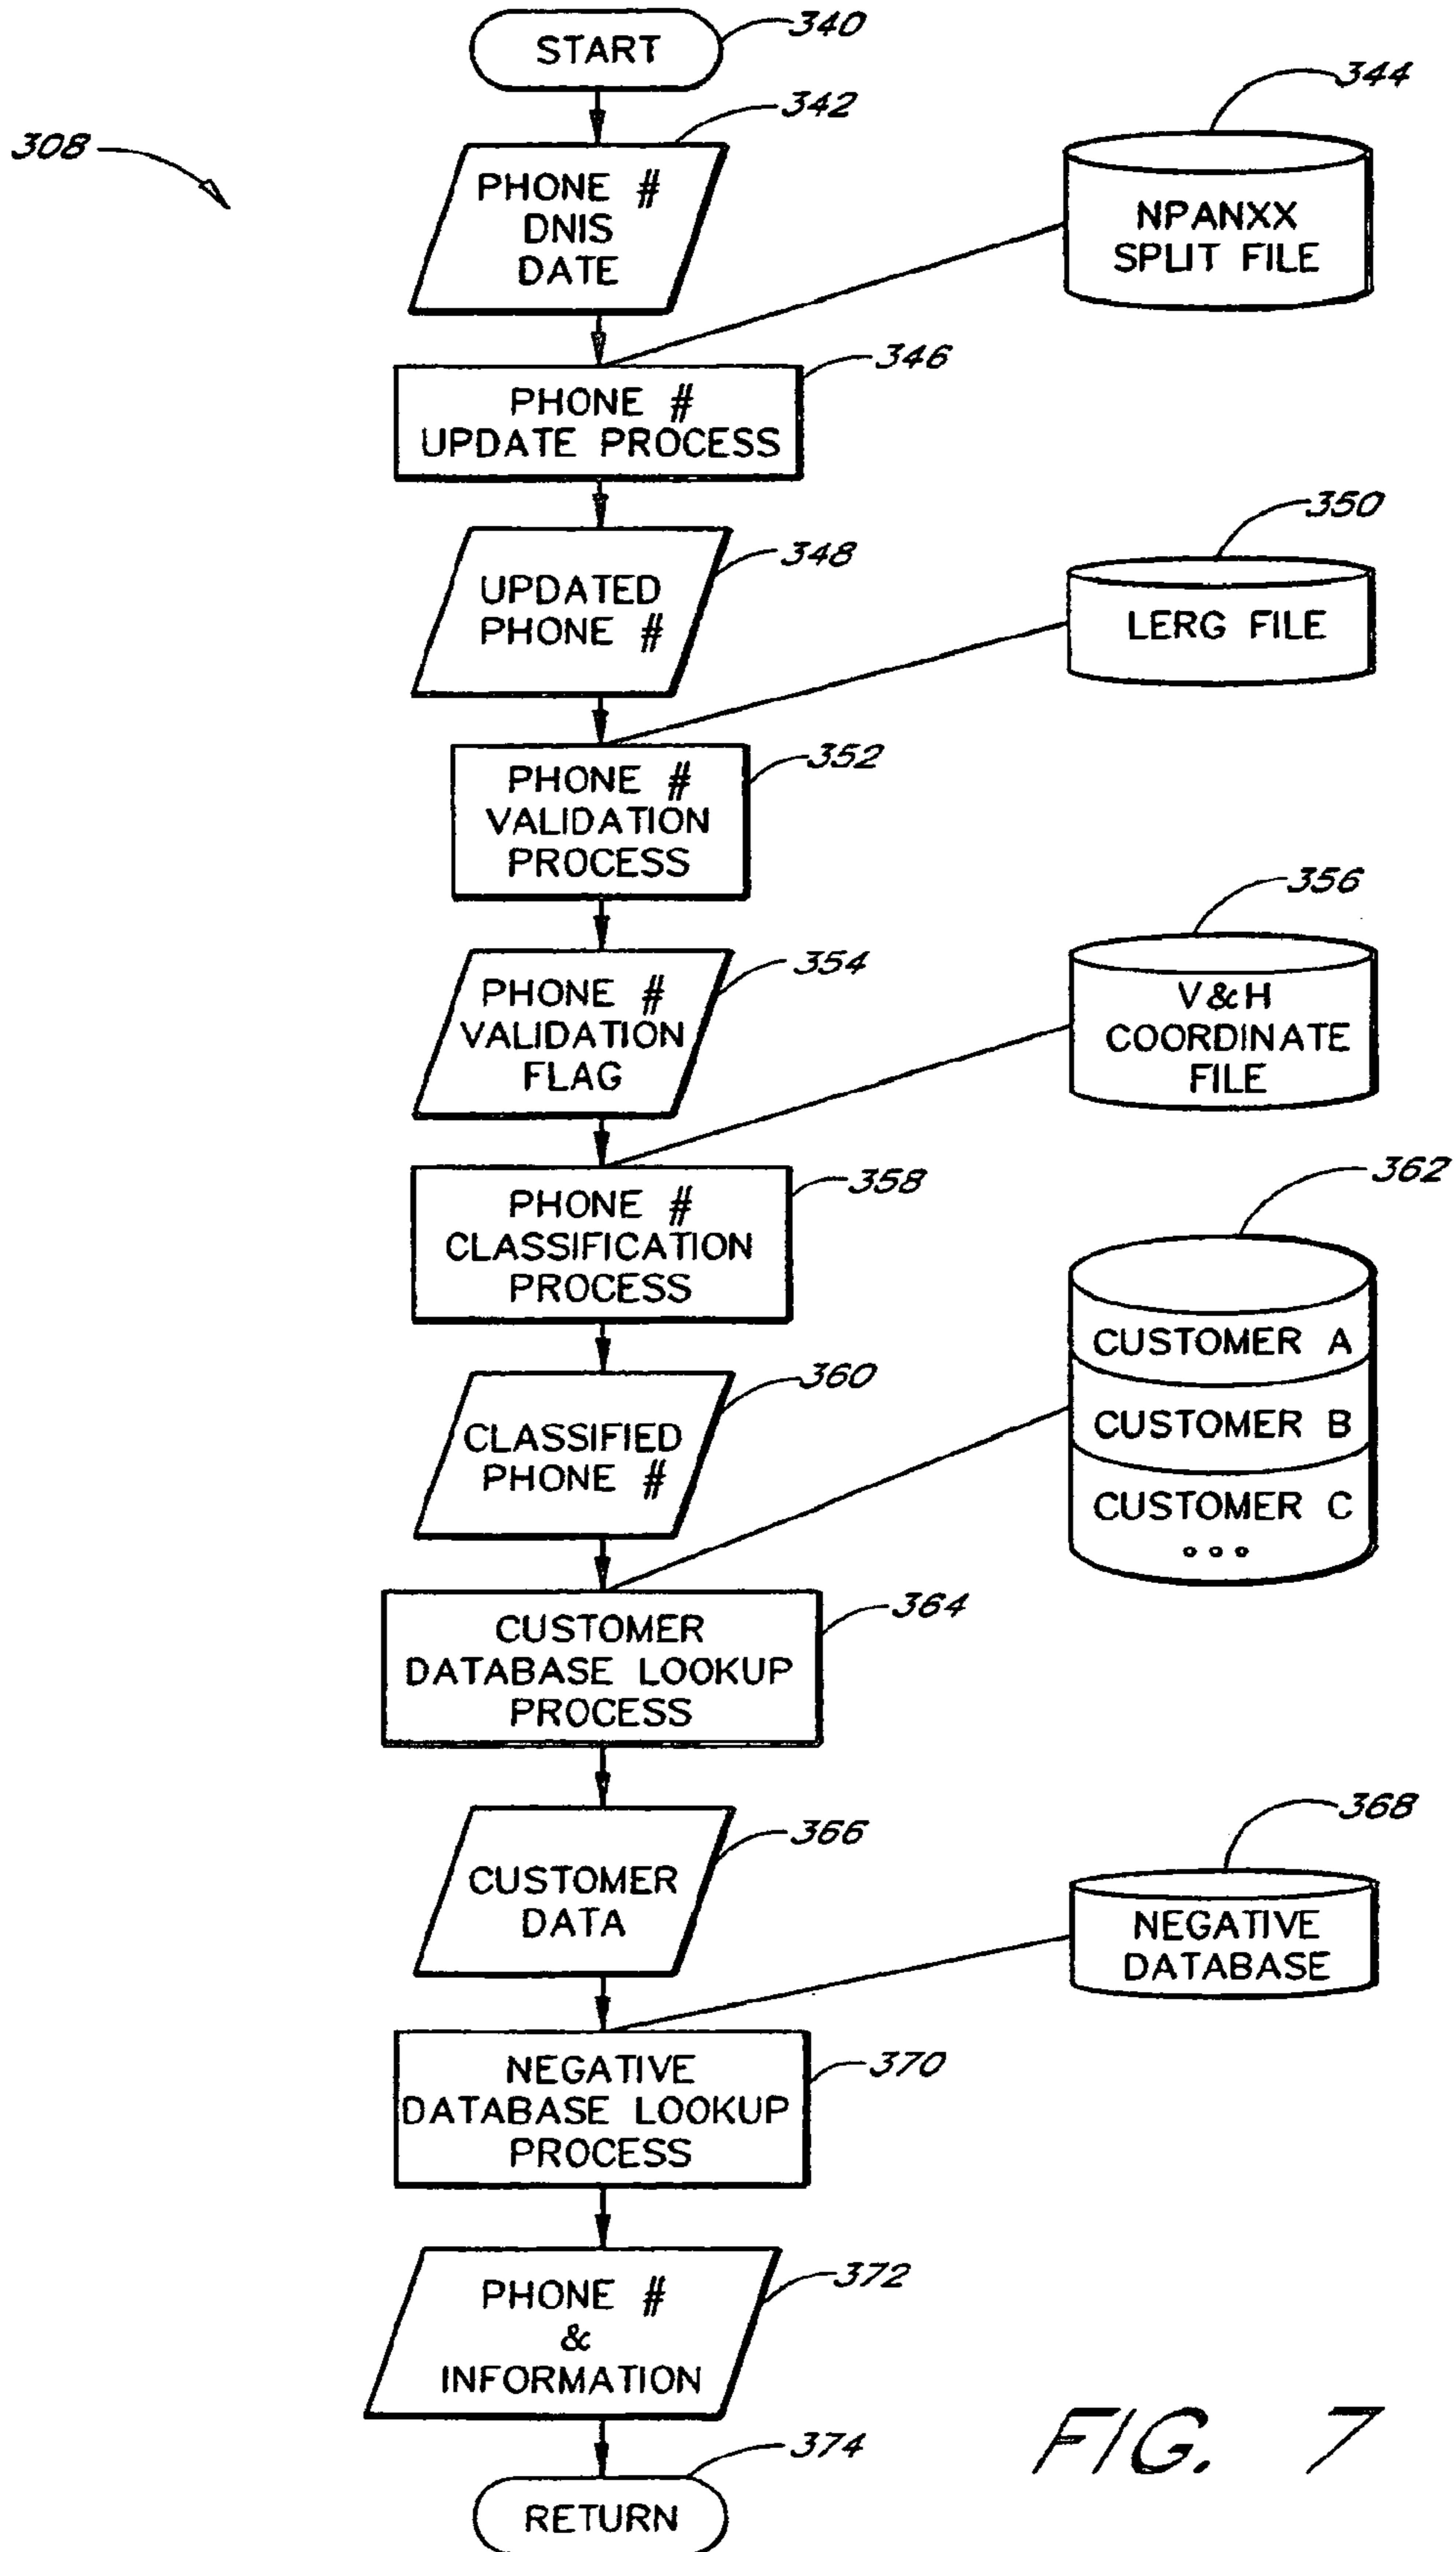 340
START
344
342
308
PHONE #
DNIS
DATE
NPANXX
SPLIT FILE
346
PHONE #
UPDATE PROCESS
350
348
UPDATED
PHONE #
LERG FILE
352
PHONE #
VALIDATION
PROCESS
356
354
PHONE #
VALIDATION
FLAG
V&H
COORDINATE
FILE
362
358
PHONE #
CLASSIFICATION
PROCESS
CUSTOMER A
CUSTOMER B
CUSTOMER C
ooo
360
CLASSIFIED
PHONE #
364
CUSTOMER
DATABASE LOOKUP
PROCESS
368
366
CUSTOMER
DATA
NEGATIVE
DATABASE
370
NEGATIVE
DATABASE LOOKUP
PROCESS
372
PHONE #
&
INFORMATION
374
RETURN
FIG. 7